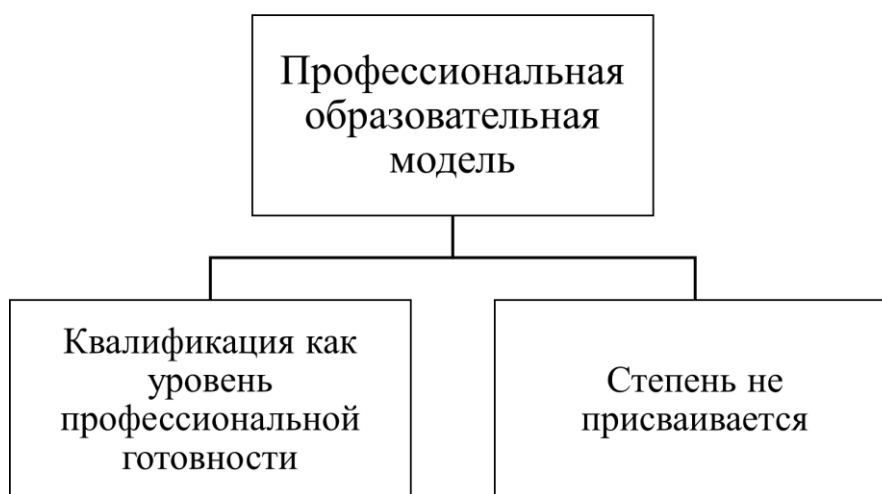 Профессиональная
образовательная
модель
Квалификация как
уровень
профессиональной
готовности
Степень не
присваивается